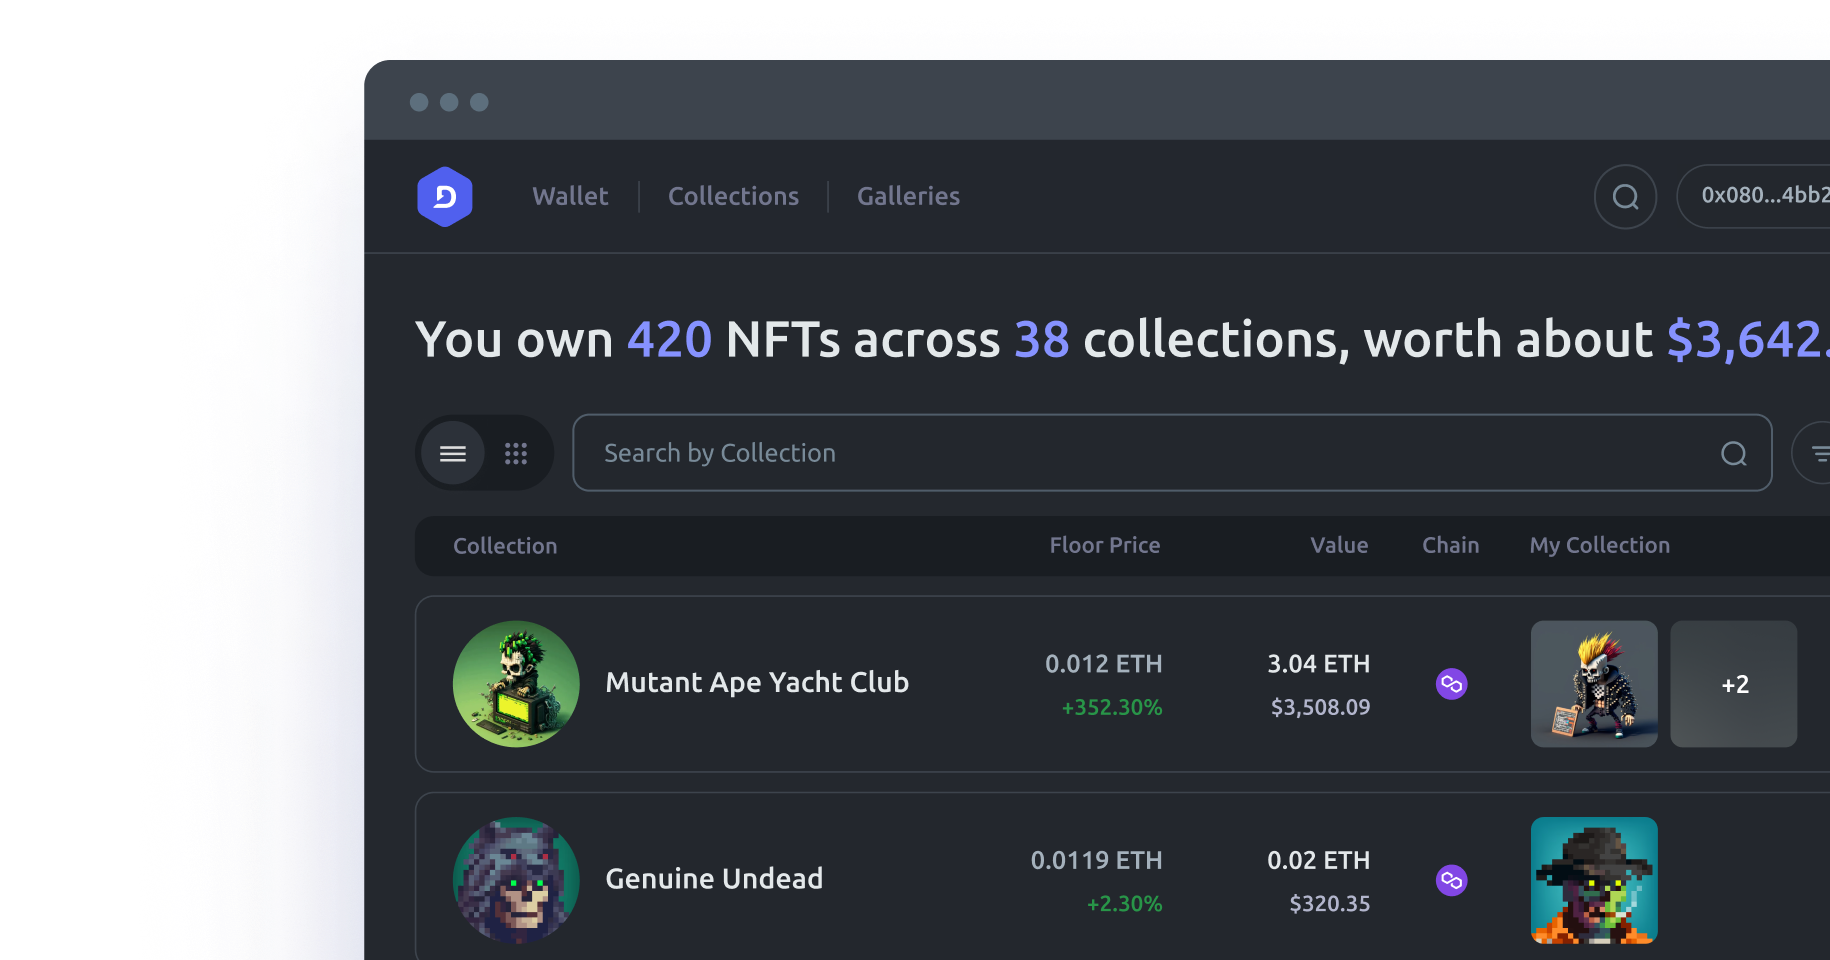 Wallet Collections Galleries 0x080...4bb2
You own 420 NFTs across 38 collections, worth about $3,642.
Search by Collection
Collection Floor Price Value Chain My Collection
Mutant Ape Yacht Club 0.012 ETH 3.04 ETH +2
+352.30% $3,508.09
Genuine Undead 0.0119 ETH 0.02 ETH
+2.30% $320.35